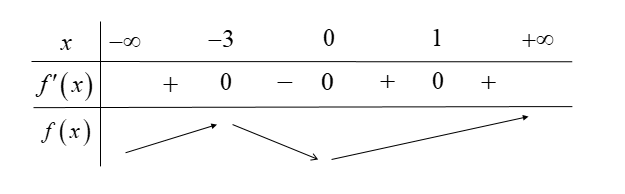 x −∞ −3 0 1 +∞
f′(x) + 0 − 0 + 0 +
f(x)